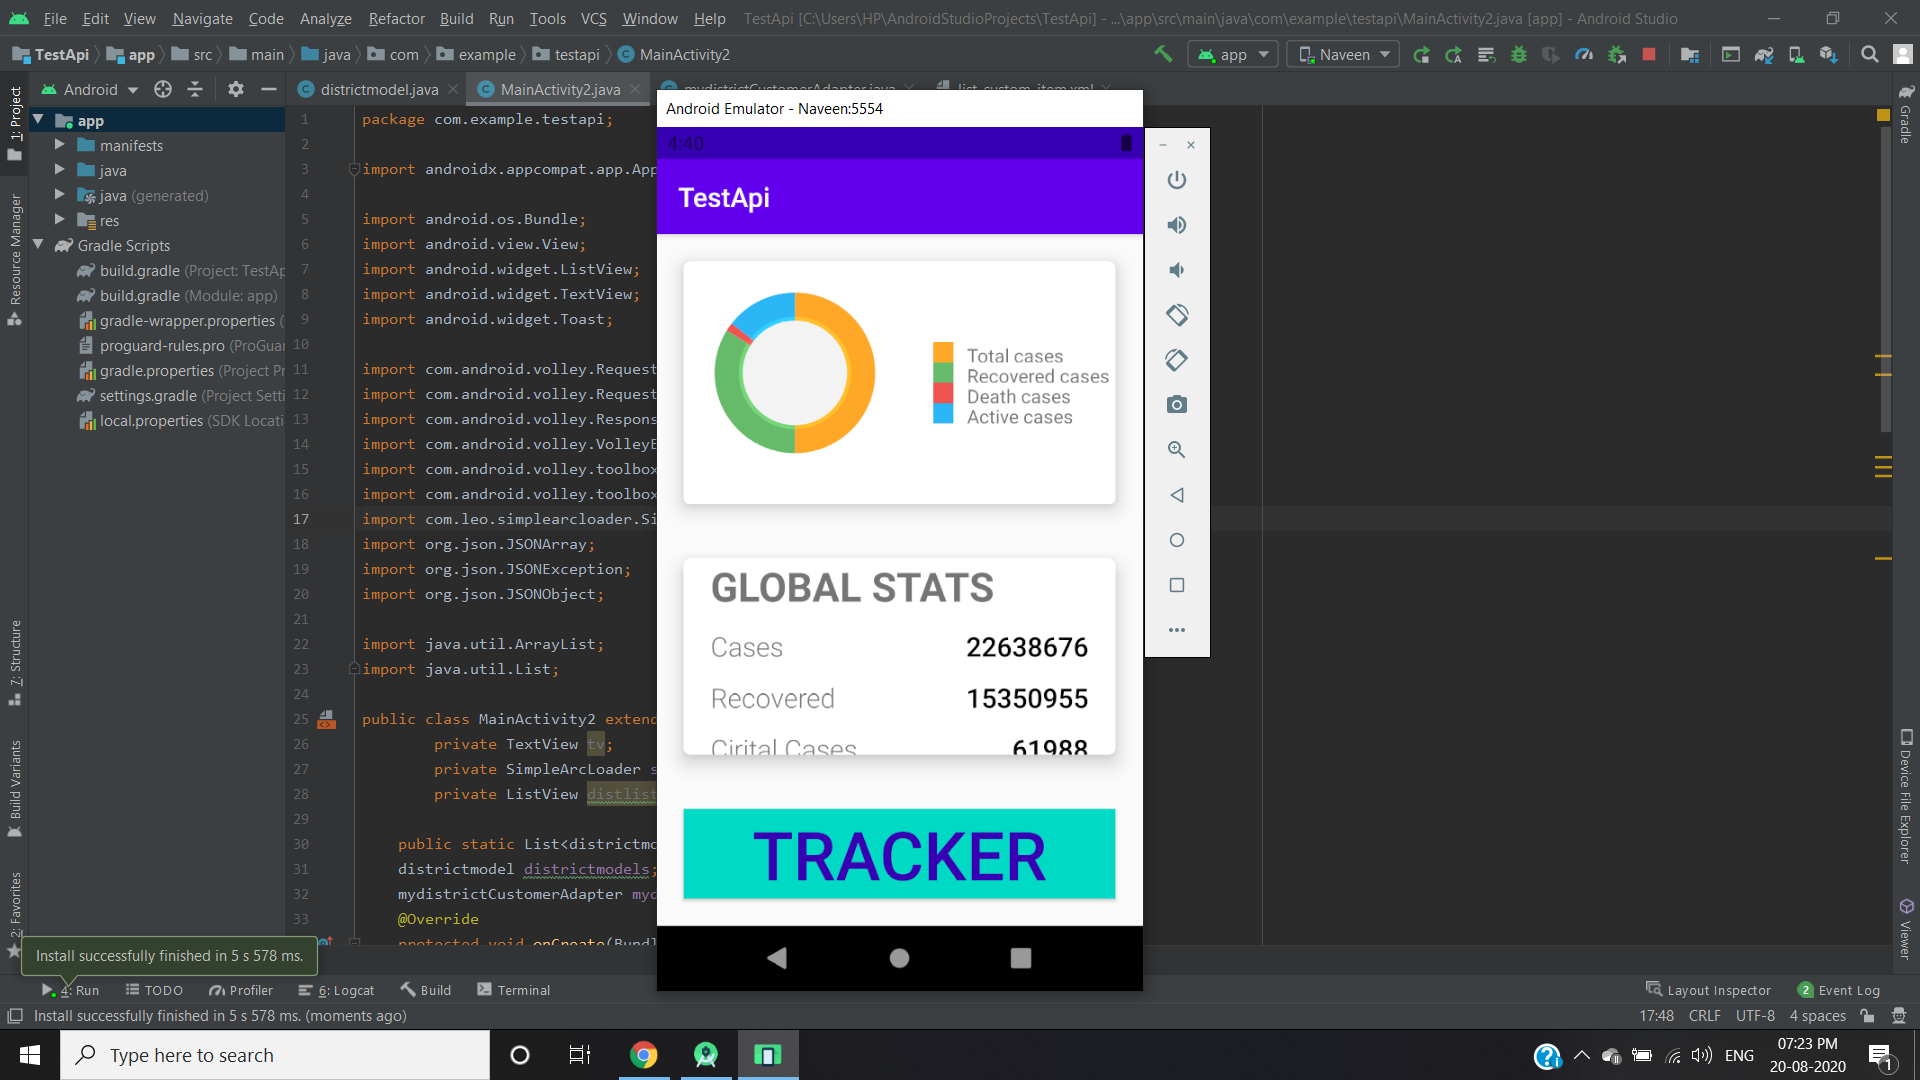 File Edit View Navigate Code Analyze Refactor Build Run Tools VCS Window Help TestApi [C:\Users\HP\AndroidStudioProjects\TestApi] - ...\app\src\main\java\com\example\testapi\MainActivity2.java [app] - Android Studio
TestApi app src main java com example testapi MainActivity2 app Naveen
Android districtmodel.java MainActivity2.java mydistrictCustomerAdapter.java list_custom_item.xml
1: Project
Resource Manager
7: Structure
Build Variants
2: Favorites
app
manifests
java
java (generated)
res
Gradle Scripts
build.gradle (Project: TestAp
build.gradle (Module: app)
gradle-wrapper.properties (
proguard-rules.pro (ProGuar
gradle.properties (Project Pr
settings.gradle (Project Setti
local.properties (SDK Locati
1 package com.example.testapi;
2
3 import androidx.appcompat.app.App
4
5 import android.os.Bundle;
6 import android.view.View;
7 import android.widget.ListView;
8 import android.widget.TextView;
9 import android.widget.Toast;
10
11 import com.android.volley.Request
12 import com.android.volley.Request
13 import com.android.volley.Respons
14 import com.android.volley.VolleyE
15 import com.android.volley.toolbox
16 import com.android.volley.toolbox
17 import com.leo.simplearcloader.Si
18 import org.json.JSONArray;
19 import org.json.JSONException;
20 import org.json.JSONObject;
21
22 import java.util.ArrayList;
23 import java.util.List;
24
25 public class MainActivity2 extend
26 private TextView tv;
27 private SimpleArcLoader s
28 private ListView distlist
29
30 public static List<districtmo
31 districtmodel districtmodels;
32 mydistrictCustomerAdapter myd
33 @Override
protected void onCreate(Bundl
Android Emulator - Naveen:5554
4:40
TestApi
Total cases
Recovered cases
Death cases
Active cases
GLOBAL STATS
Cases 22638676
Recovered 15350955
Cirital Cases 61988
TRACKER
Gradle
Device File Explorer
Viewer
Install successfully finished in 5 s 578 ms.
4: Run TODO Profiler 6: Logcat Build Terminal Layout Inspector 2 Event Log
Install successfully finished in 5 s 578 ms. (moments ago) 17:48 CRLF UTF-8 4 spaces
Type here to search ENG 07:23 PM
20-08-2020 1